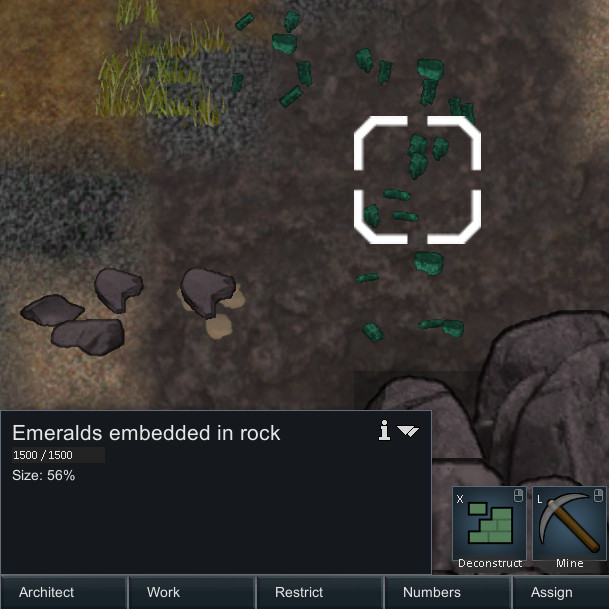 Emeralds embedded in rock
1500 / 1500
Size: 56%
X
Deconstruct
L
Mine
Architect
Work
Restrict
Numbers
Assign